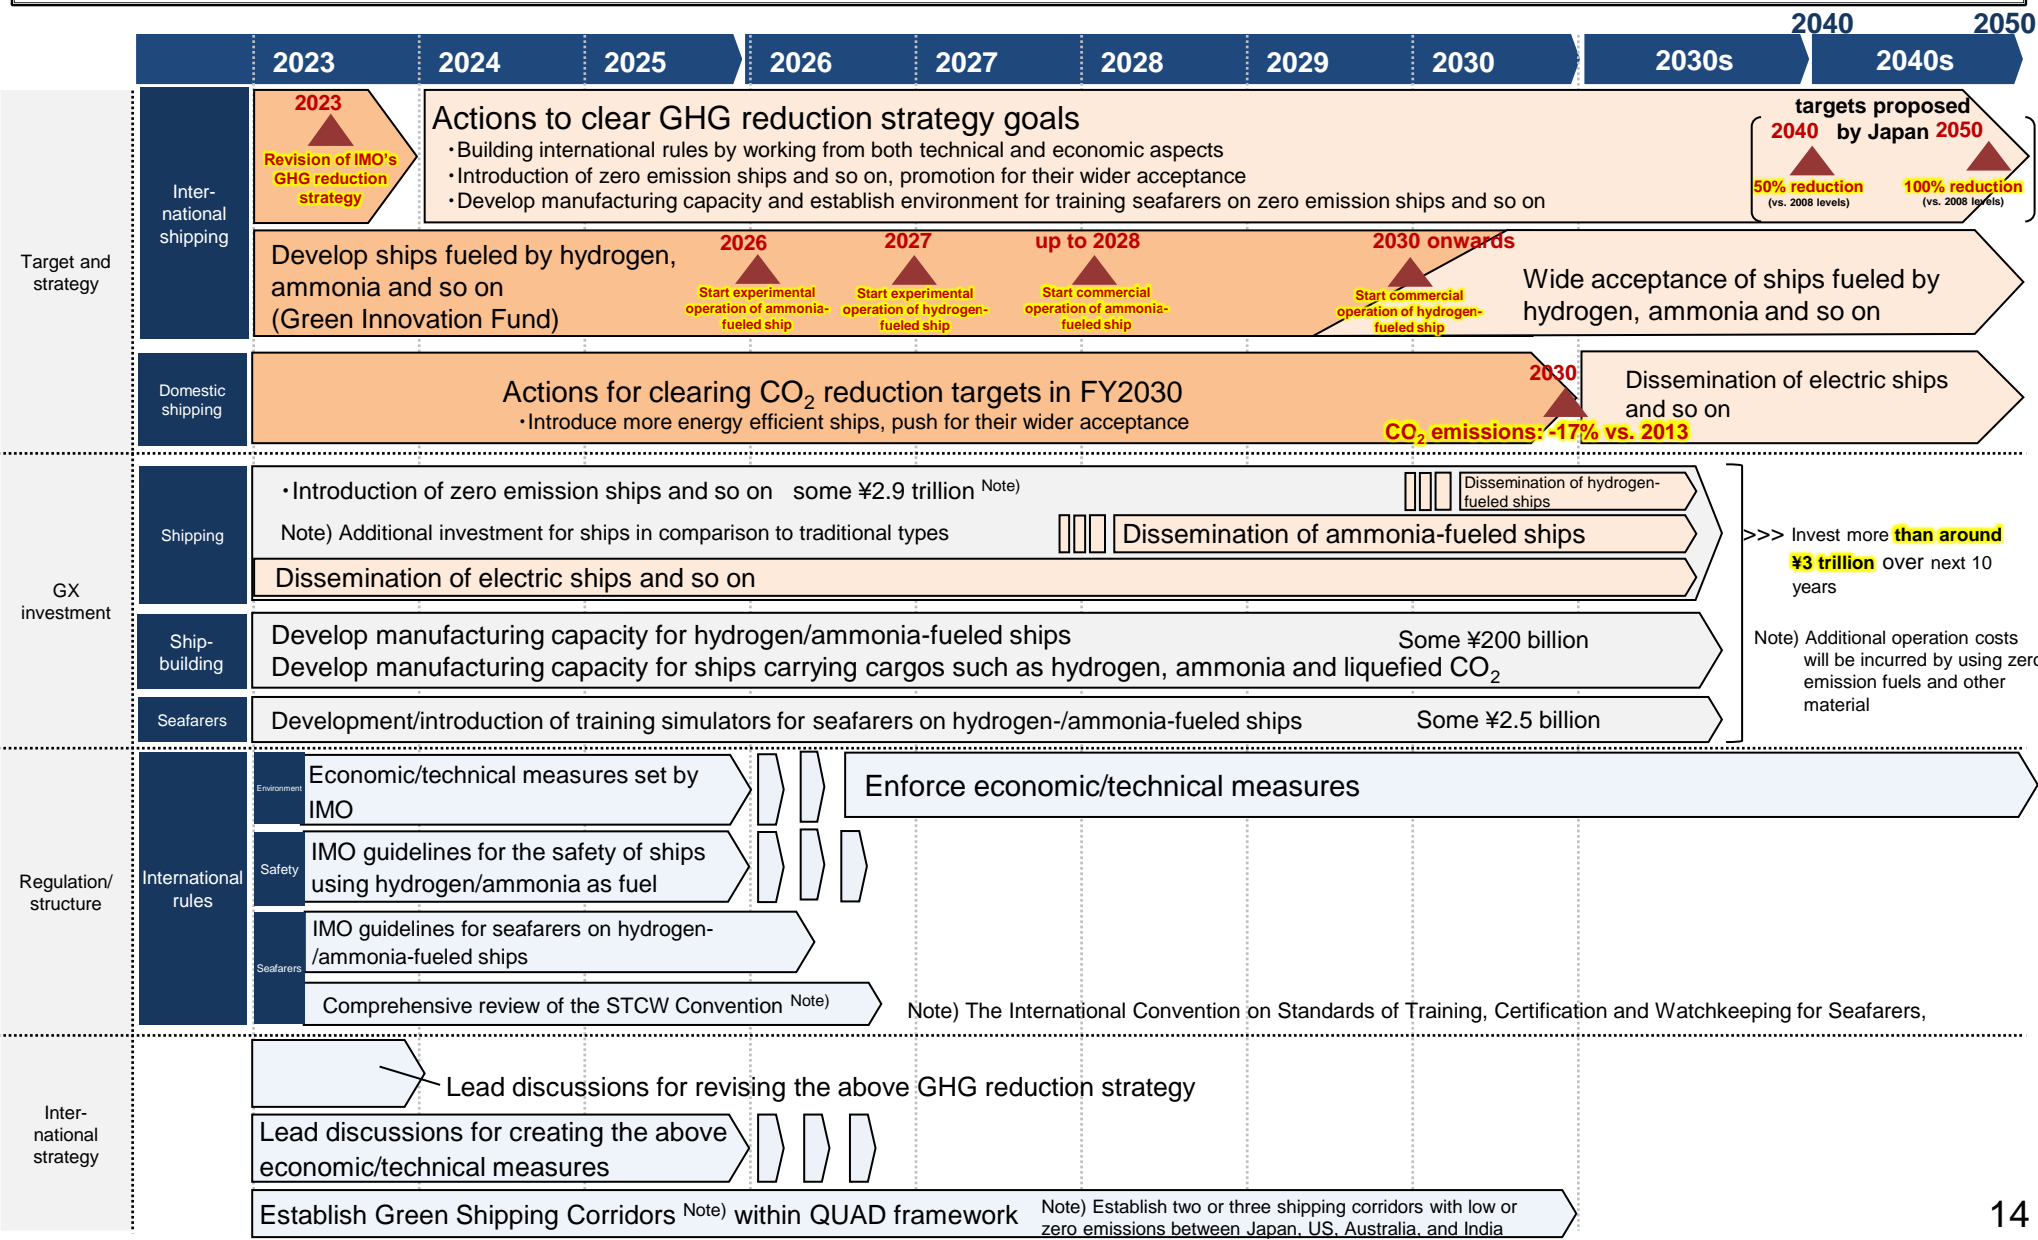 2040
2050
2023
2024
2025
2026
2027
2028
2029
2030
2030s
2040s
Target and
strategy
Inter-
national
shipping
2023
Revision of IMO's
GHG reduction
strategy
Actions to clear GHG reduction strategy goals
・Building international rules by working from both technical and economic aspects
・Introduction of zero emission ships and so on, promotion for their wider acceptance
・Develop manufacturing capacity and establish environment for training seafarers on zero emission ships and so on
targets proposed
by Japan
2040
50% reduction
(vs. 2008 levels)
2050
100% reduction
(vs. 2008 levels)
Develop ships fueled by hydrogen,
ammonia and so on
(Green Innovation Fund)
2026
Start experimental
operation of ammonia-
fueled ship
2027
Start experimental
operation of hydrogen-
fueled ship
up to 2028
Start commercial
operation of ammonia-
fueled ship
2030 onwards
Start commercial
operation of hydrogen-
fueled ship
Wide acceptance of ships fueled by
hydrogen, ammonia and so on
Domestic
shipping
Actions for clearing CO2 reduction targets in FY2030
・Introduce more energy efficient ships, push for their wider acceptance
2030
CO2 emissions: -17% vs. 2013
Dissemination of electric ships
and so on
GX
investment
Shipping
・Introduction of zero emission ships and so on some ¥2.9 trillion Note)
Note) Additional investment for ships in comparison to traditional types
Dissemination of hydrogen-
fueled ships
Dissemination of ammonia-fueled ships
Dissemination of electric ships and so on
>>> Invest more than around
¥3 trillion over next 10
years
Note) Additional operation costs
will be incurred by using zero
emission fuels and other
material
Ship-
building
Develop manufacturing capacity for hydrogen/ammonia-fueled ships
Some ¥200 billion
Develop manufacturing capacity for ships carrying cargos such as hydrogen, ammonia and liquefied CO2
Seafarers
Development/introduction of training simulators for seafarers on hydrogen-/ammonia-fueled ships
Some ¥2.5 billion
Regulation/
structure
International
rules
Environment
Economic/technical measures set by
IMO
Enforce economic/technical measures
Safety
IMO guidelines for the safety of ships
using hydrogen/ammonia as fuel
Seafarers
IMO guidelines for seafarers on hydrogen-
/ammonia-fueled ships
Comprehensive review of the STCW Convention Note)
Note) The International Convention on Standards of Training, Certification and Watchkeeping for Seafarers,
Inter-
national
strategy
Lead discussions for revising the above GHG reduction strategy
Lead discussions for creating the above
economic/technical measures
Establish Green Shipping Corridors Note) within QUAD framework
Note) Establish two or three shipping corridors with low or
zero emissions between Japan, US, Australia, and India
14